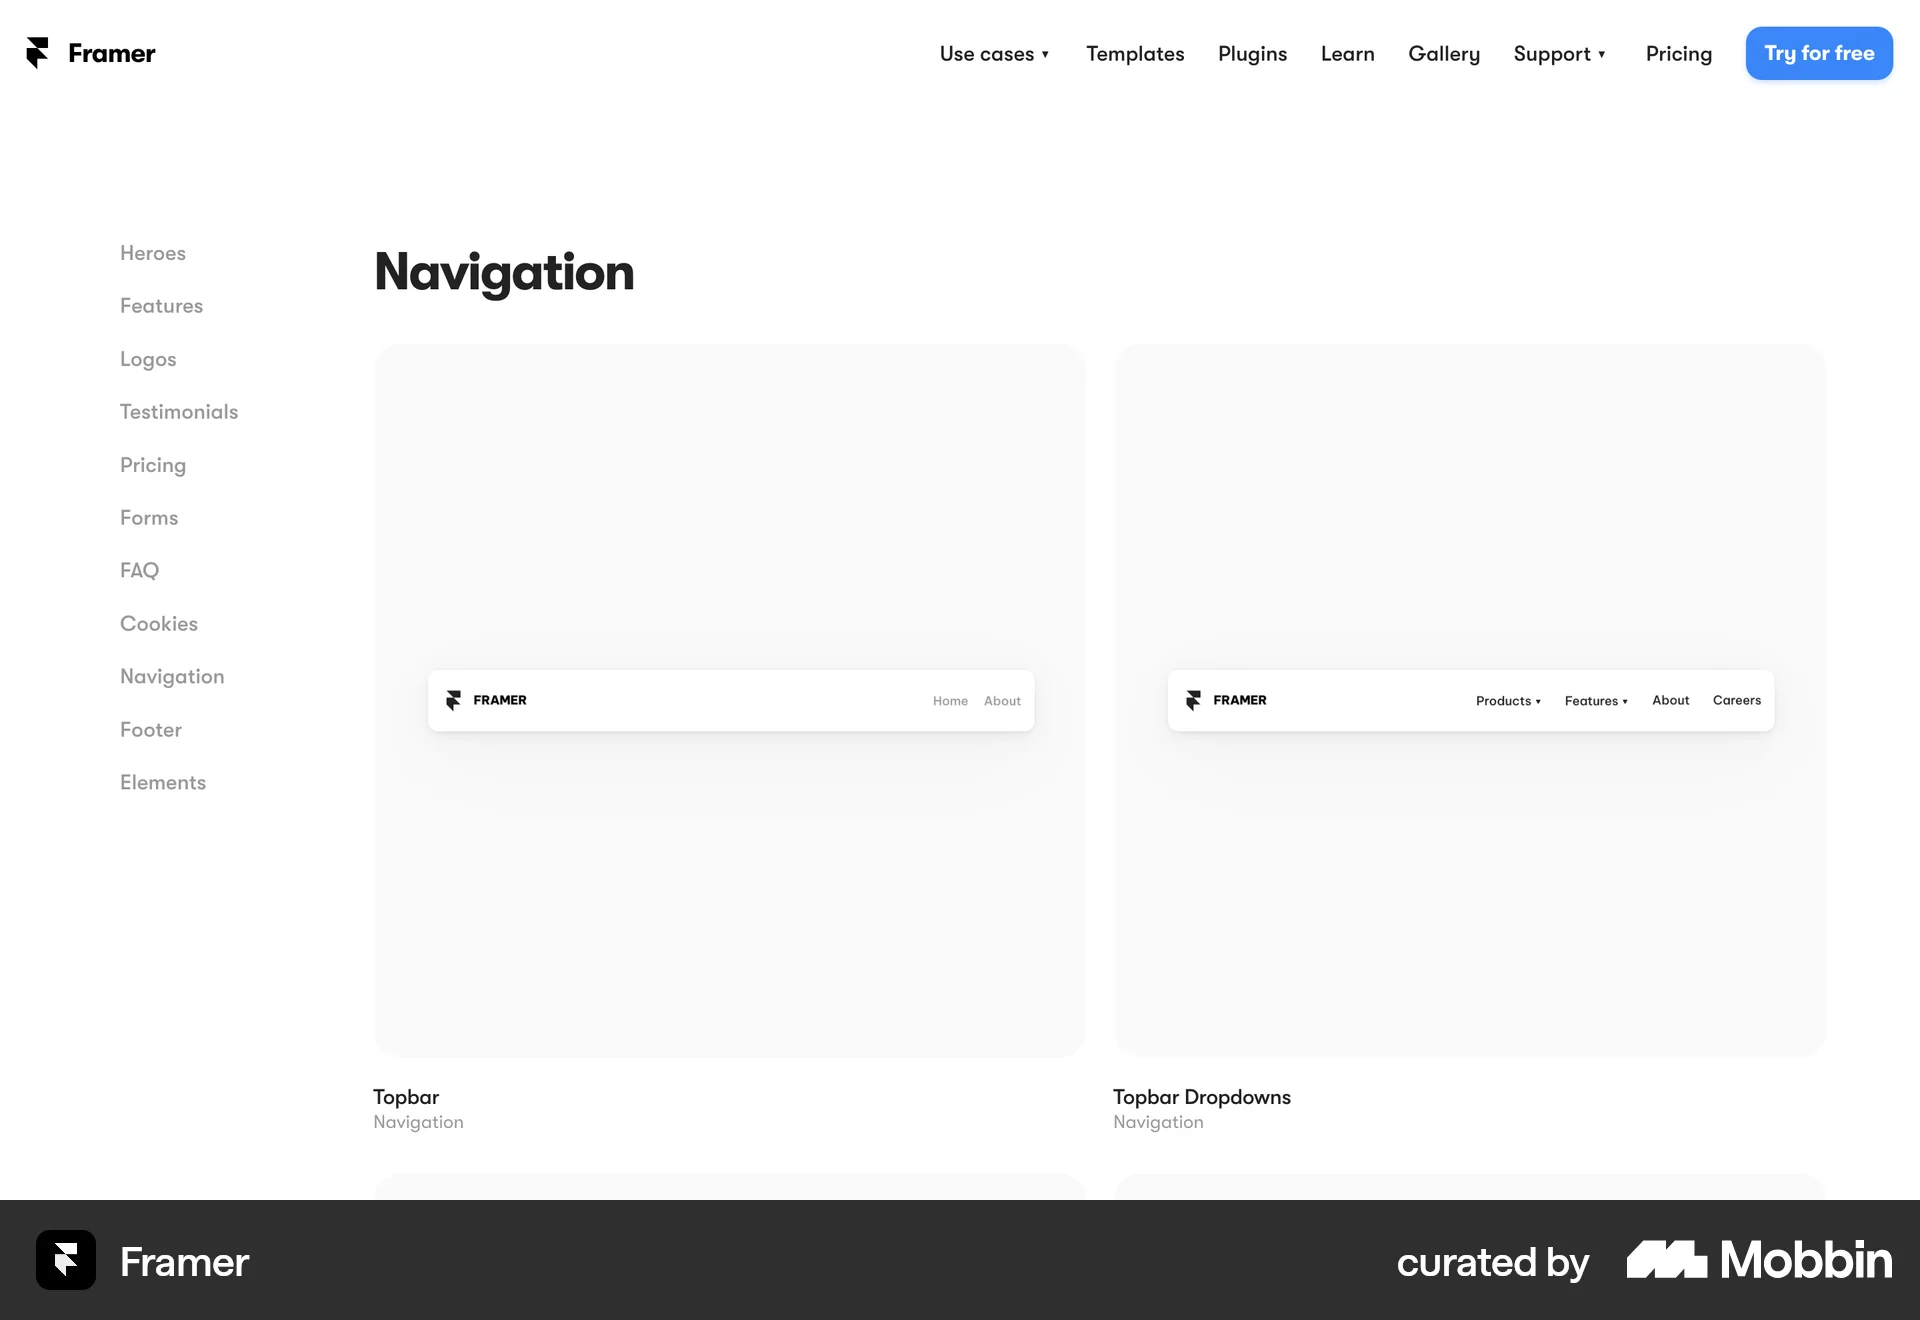 Framer
Use cases ▾ Templates Plugins Learn Gallery Support ▾ Pricing Try for free
Heroes
Features
Logos
Testimonials
Pricing
Forms
FAQ
Cookies
Navigation
Footer
Elements
Navigation
FRAMER Home About
FRAMER Products ▾ Features ▾ About Careers
Topbar
Navigation
Topbar Dropdowns
Navigation
Framer
curated by Mobbin